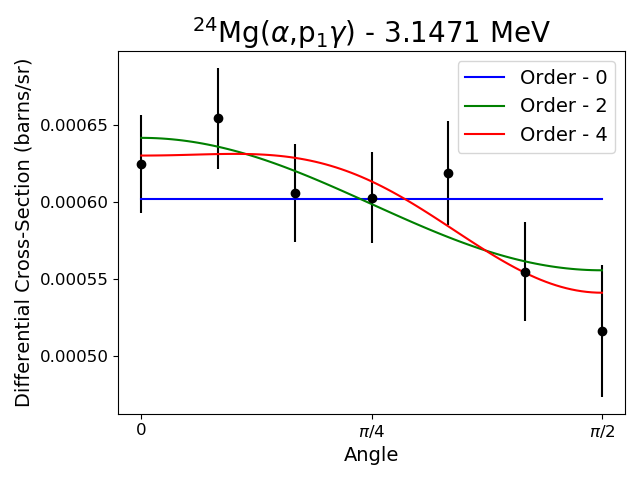 ²⁴Mg(α,p₁γ) - 3.1471 MeV
Order - 0
Order - 2
Order - 4
Differential Cross-Section (barns/sr)
0.00065
0.00060
0.00055
0.00050
0
π/4
π/2
Angle